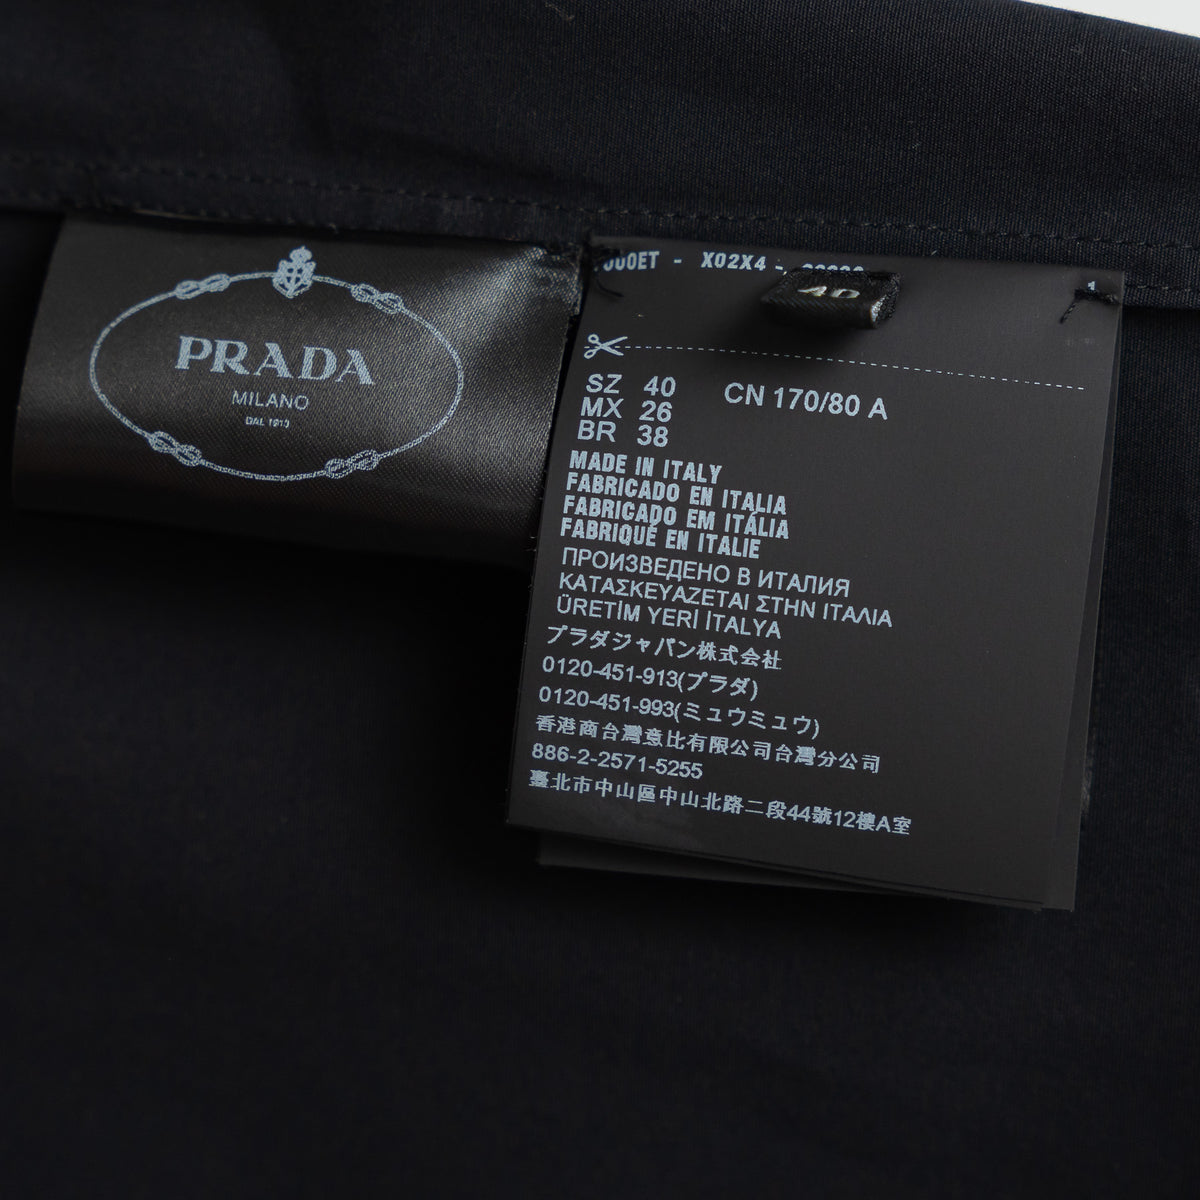 PRADA
MILANO
DAL 1913
X02X4 -
40
SZ 40 CN 170/80 A
MX 26
BR 38
MADE IN ITALY
FABRICADO EN ITALIA
FABRICADO EM ITÁLIA
FABRIQUÉ EN ITALIE
ПРОИЗВЕДЕНО В ИТАЛИЯ
ΚΑΤΑΣΚΕΥΑΖΕΤΑΙ ΣΤΗΝ ΙΤΑΛΙΑ
ÜRETİM YERİ İTALYA
プラダジャパン株式会社
0120-451-913(プラダ)
0120-451-993(ミュウミュウ)
香港商台灣意比有限公司台灣分公司
886-2-2571-5255
臺北市中山區中山北路二段44號12樓A室